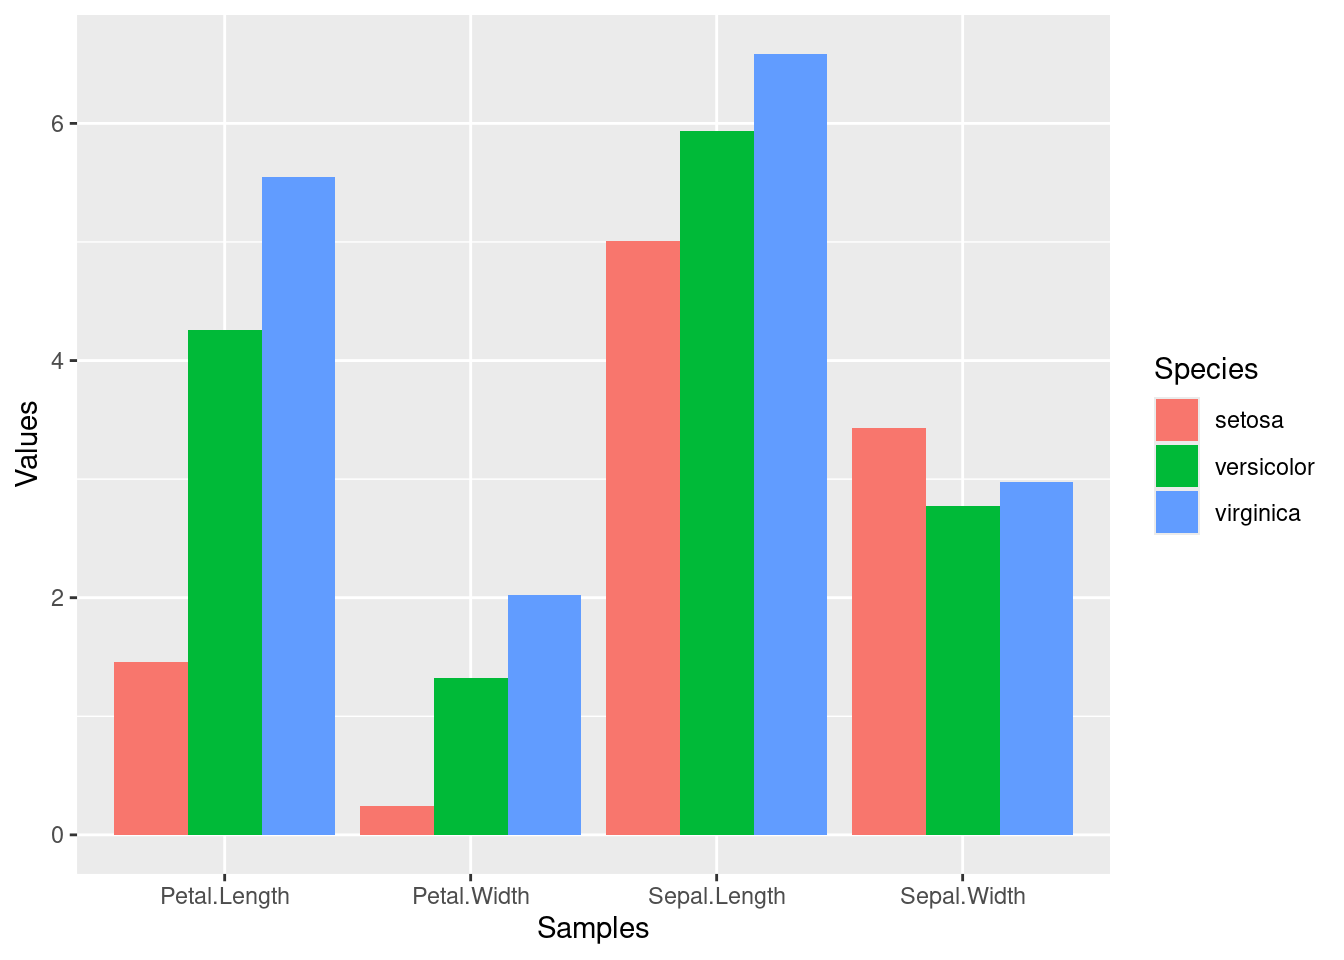 Values
6
4
2
0
Petal.Length
Petal.Width
Sepal.Length
Sepal.Width
Samples
Species
setosa
versicolor
virginica